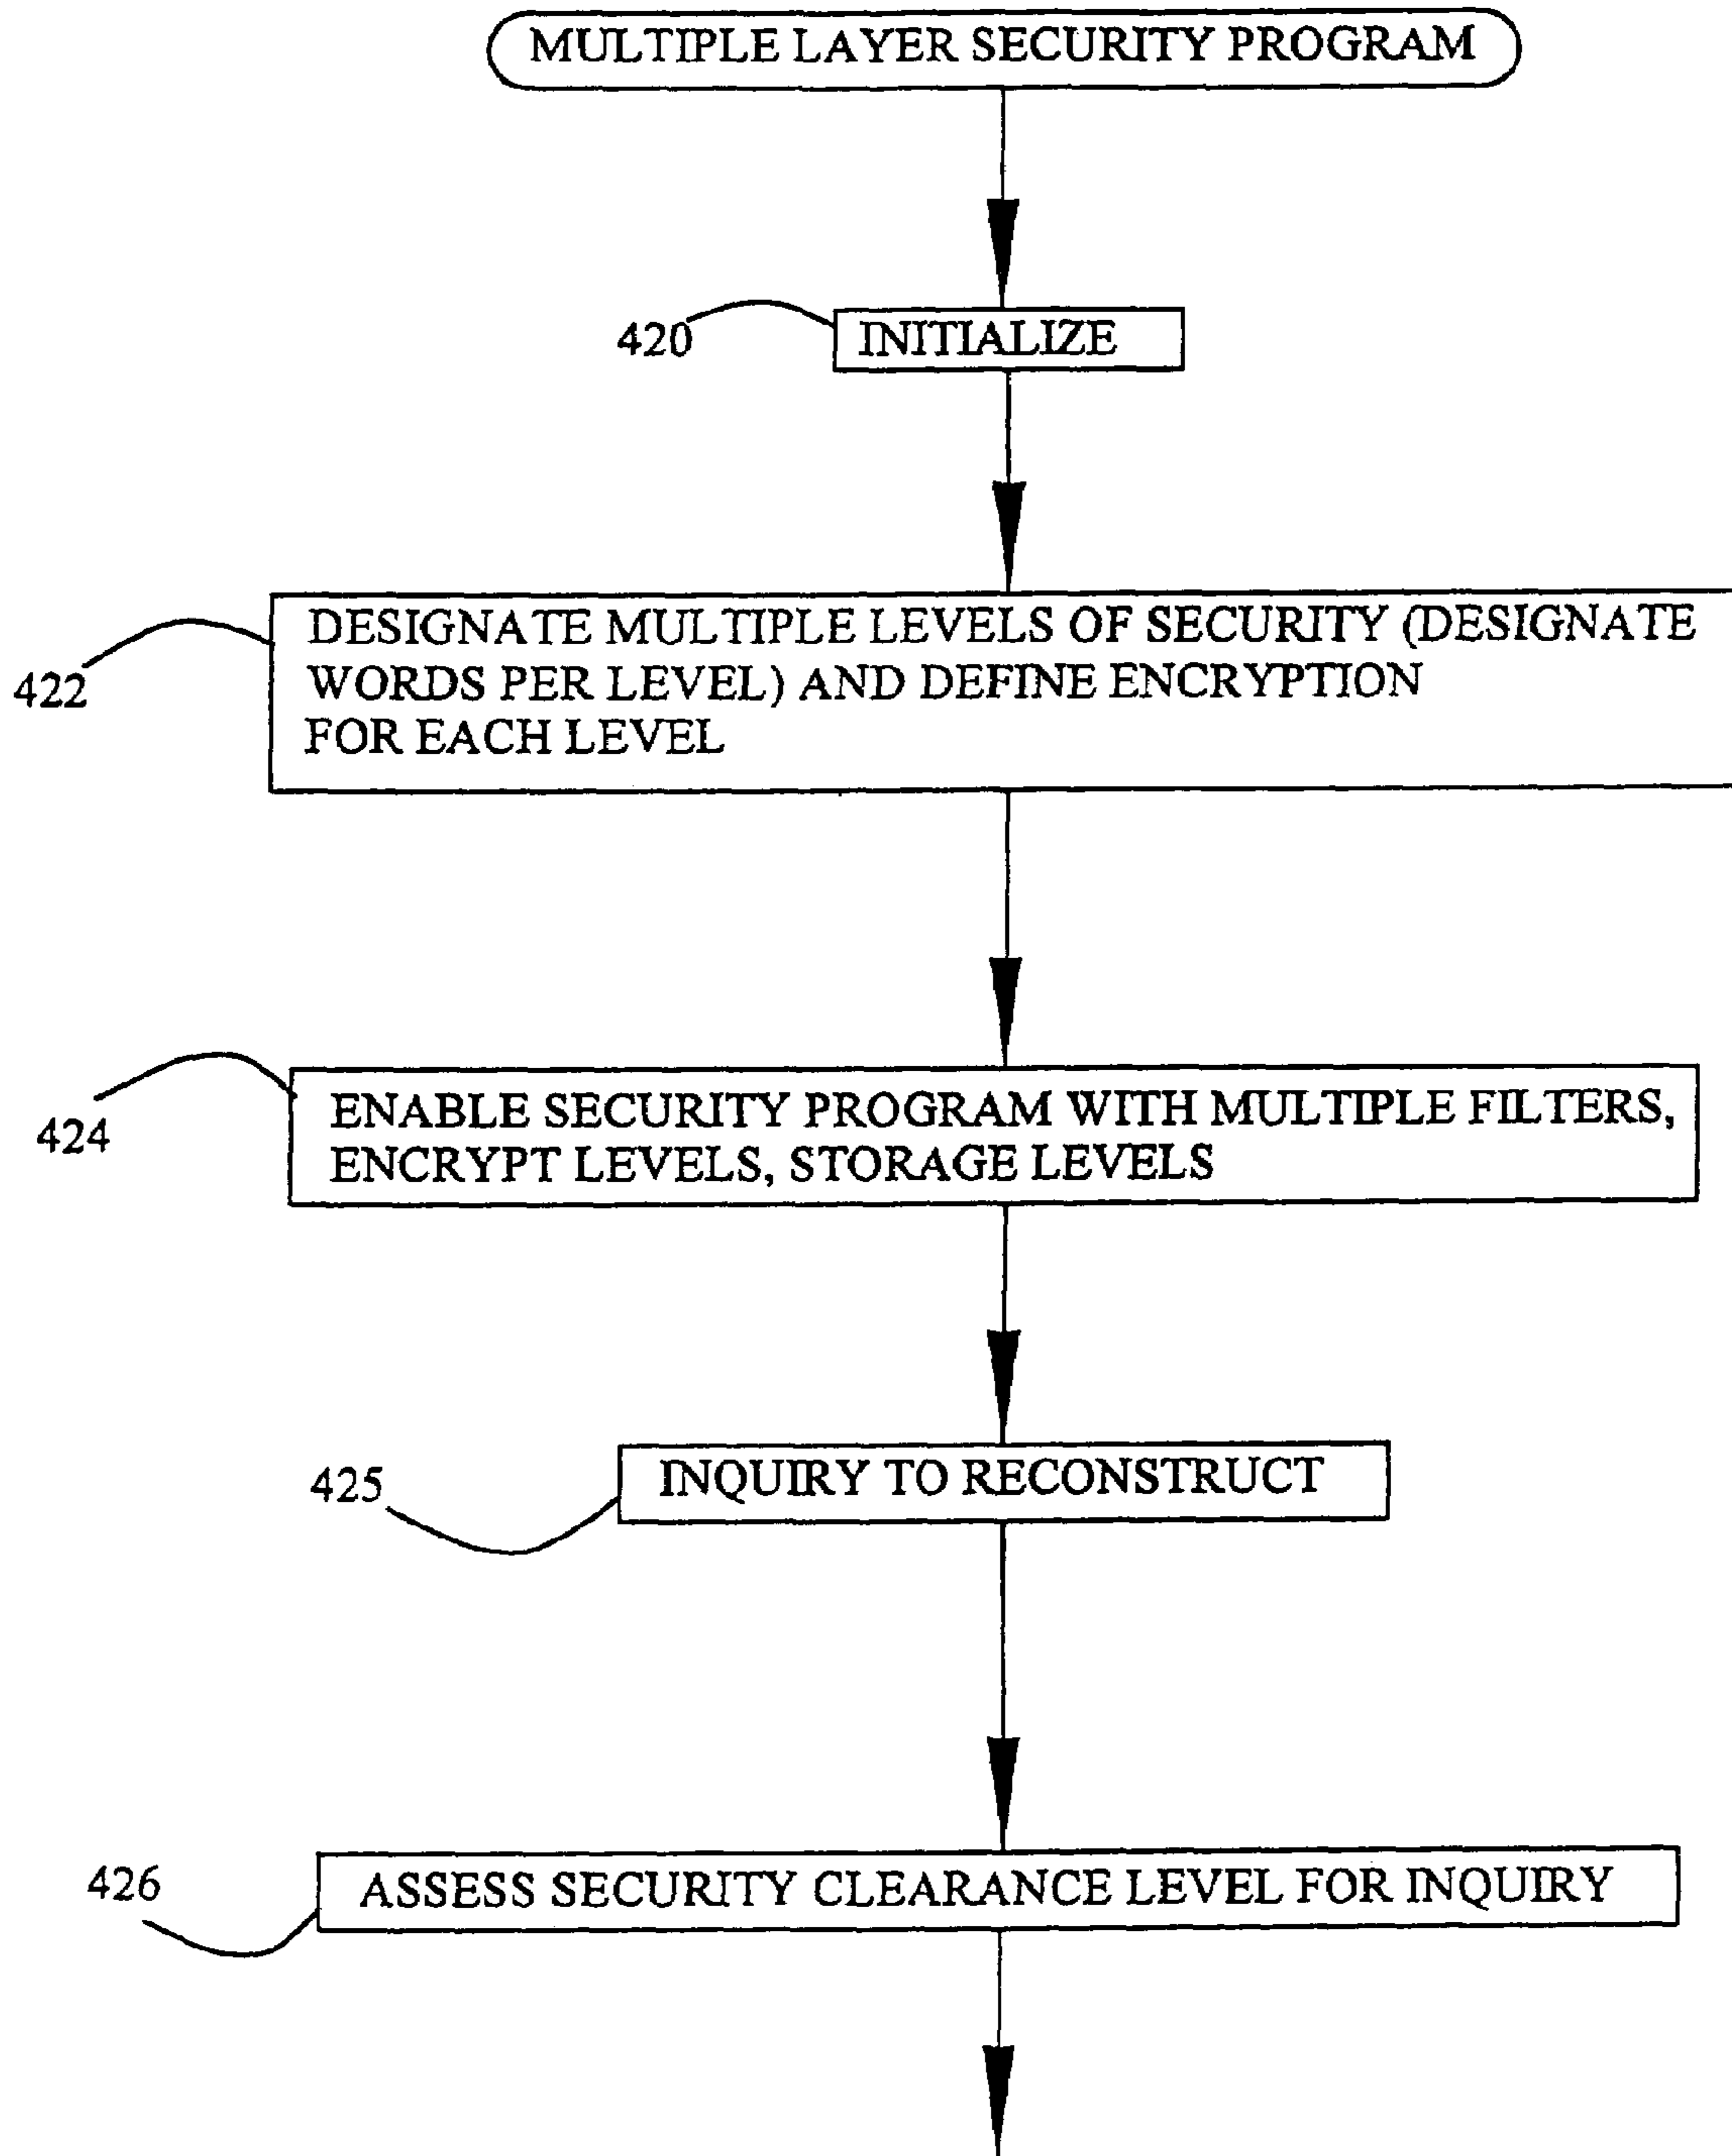 MULTIPLE LAYER SECURITY PROGRAM
420
INITIALIZE
422
DESIGNATE MULTIPLE LEVELS OF SECURITY (DESIGNATE
WORDS PER LEVEL) AND DEFINE ENCRYPTION
FOR EACH LEVEL
424
ENABLE SECURITY PROGRAM WITH MULTIPLE FILTERS,
ENCRYPT LEVELS, STORAGE LEVELS
425
INQUIRY TO RECONSTRUCT
426
ASSESS SECURITY CLEARANCE LEVEL FOR INQUIRY